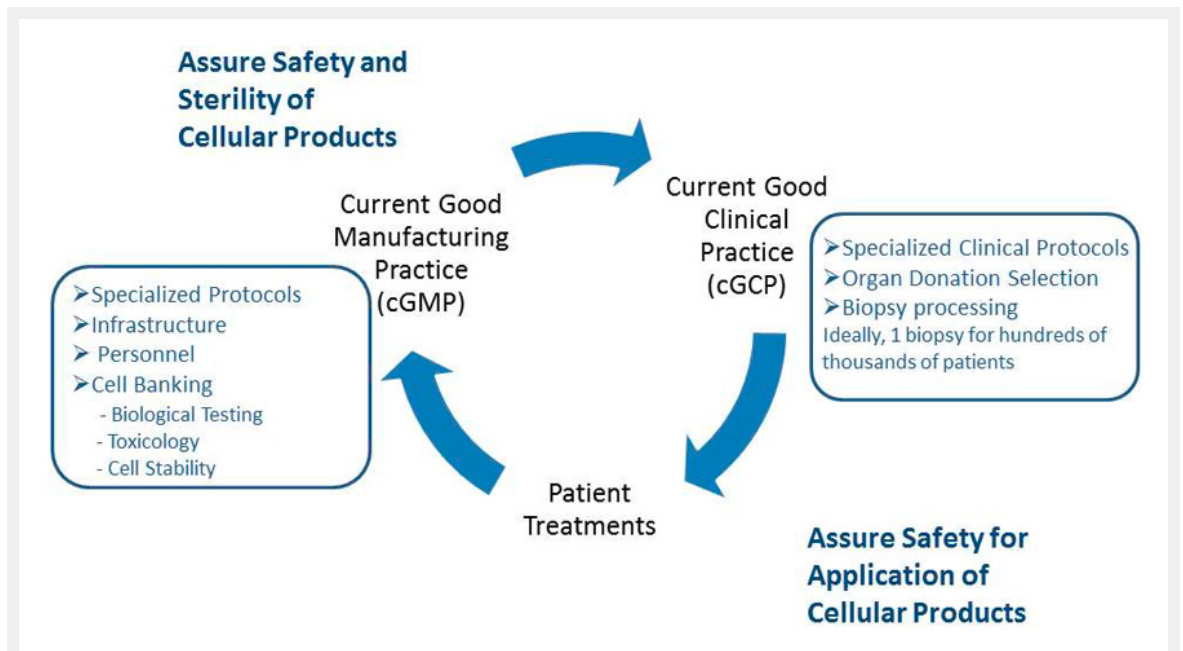 Assure Safety and
Sterility of
Cellular Products
Current Good
Manufacturing
Practice
(cGMP)
➢Specialized Protocols
➢Infrastructure
➢ Personnel
➢Cell Banking
- Biological Testing
- Toxicology
- Cell Stability
Current Good
Clinical
Practice
(cGCP)
➢Specialized Clinical Protocols
➢Organ Donation Selection
➢Biopsy processing
Ideally, 1 biopsy for hundreds of
thousands of patients
Patient
Treatments
Assure Safety for
Application of
Cellular Products